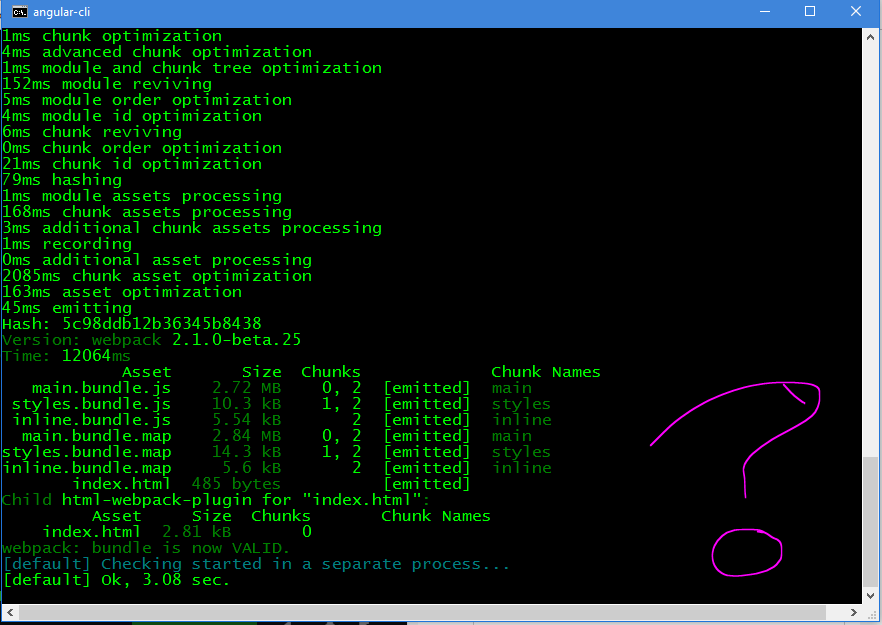 angular-cli
1ms chunk optimization
4ms advanced chunk optimization
1ms module and chunk tree optimization
152ms module reviving
5ms module order optimization
4ms module id optimization
6ms chunk reviving
0ms chunk order optimization
21ms chunk id optimization
79ms hashing
1ms module assets processing
168ms chunk assets processing
3ms additional chunk assets processing
1ms recording
0ms additional asset processing
2085ms chunk asset optimization
163ms asset optimization
45ms emitting
Hash: 5c98ddb12b36345b8438
Version: webpack 2.1.0-beta.25
Time: 12064ms
Asset Size Chunks Chunk Names
main.bundle.js 2.72 MB 0, 2 [emitted] main
styles.bundle.js 10.3 kB 1, 2 [emitted] styles
inline.bundle.js 5.54 kB 2 [emitted] inline
main.bundle.map 2.84 MB 0, 2 [emitted] main
styles.bundle.map 14.3 kB 1, 2 [emitted] styles
inline.bundle.map 5.6 kB 2 [emitted] inline
index.html 485 bytes [emitted]
Child html-webpack-plugin for "index.html":
Asset Size Chunks Chunk Names
index.html 2.81 kB 0
webpack: bundle is now VALID.
[default] Checking started in a separate process...
[default] Ok, 3.08 sec.
?